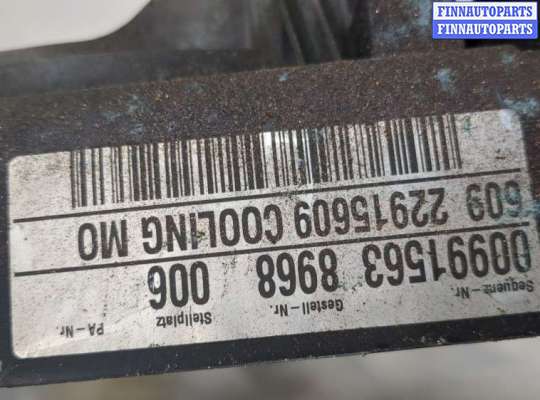 FINNAUTOPARTS
FINNAUTOPARTS
Sequenz-Nr. Gestell-Nr. Stellplatz PA-Nr.
00991563 8968 006
609 22915609 COOLING MO